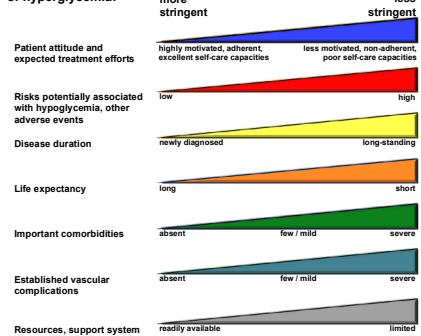 more
stringent stringent
Patient attitude and
expected treatment efforts
highly motivated, adherent, less motivated, non-adherent,
excellent self-care capacities poor self-care capacities
Risks potentially associated
with hypoglycemia, other
adverse events
low high
Disease duration
newly diagnosed long-standing
Life expectancy
long short
Important comorbidities
absent few / mild severe
Established vascular
complications
absent few / mild severe
Resources, support system
readily available limited